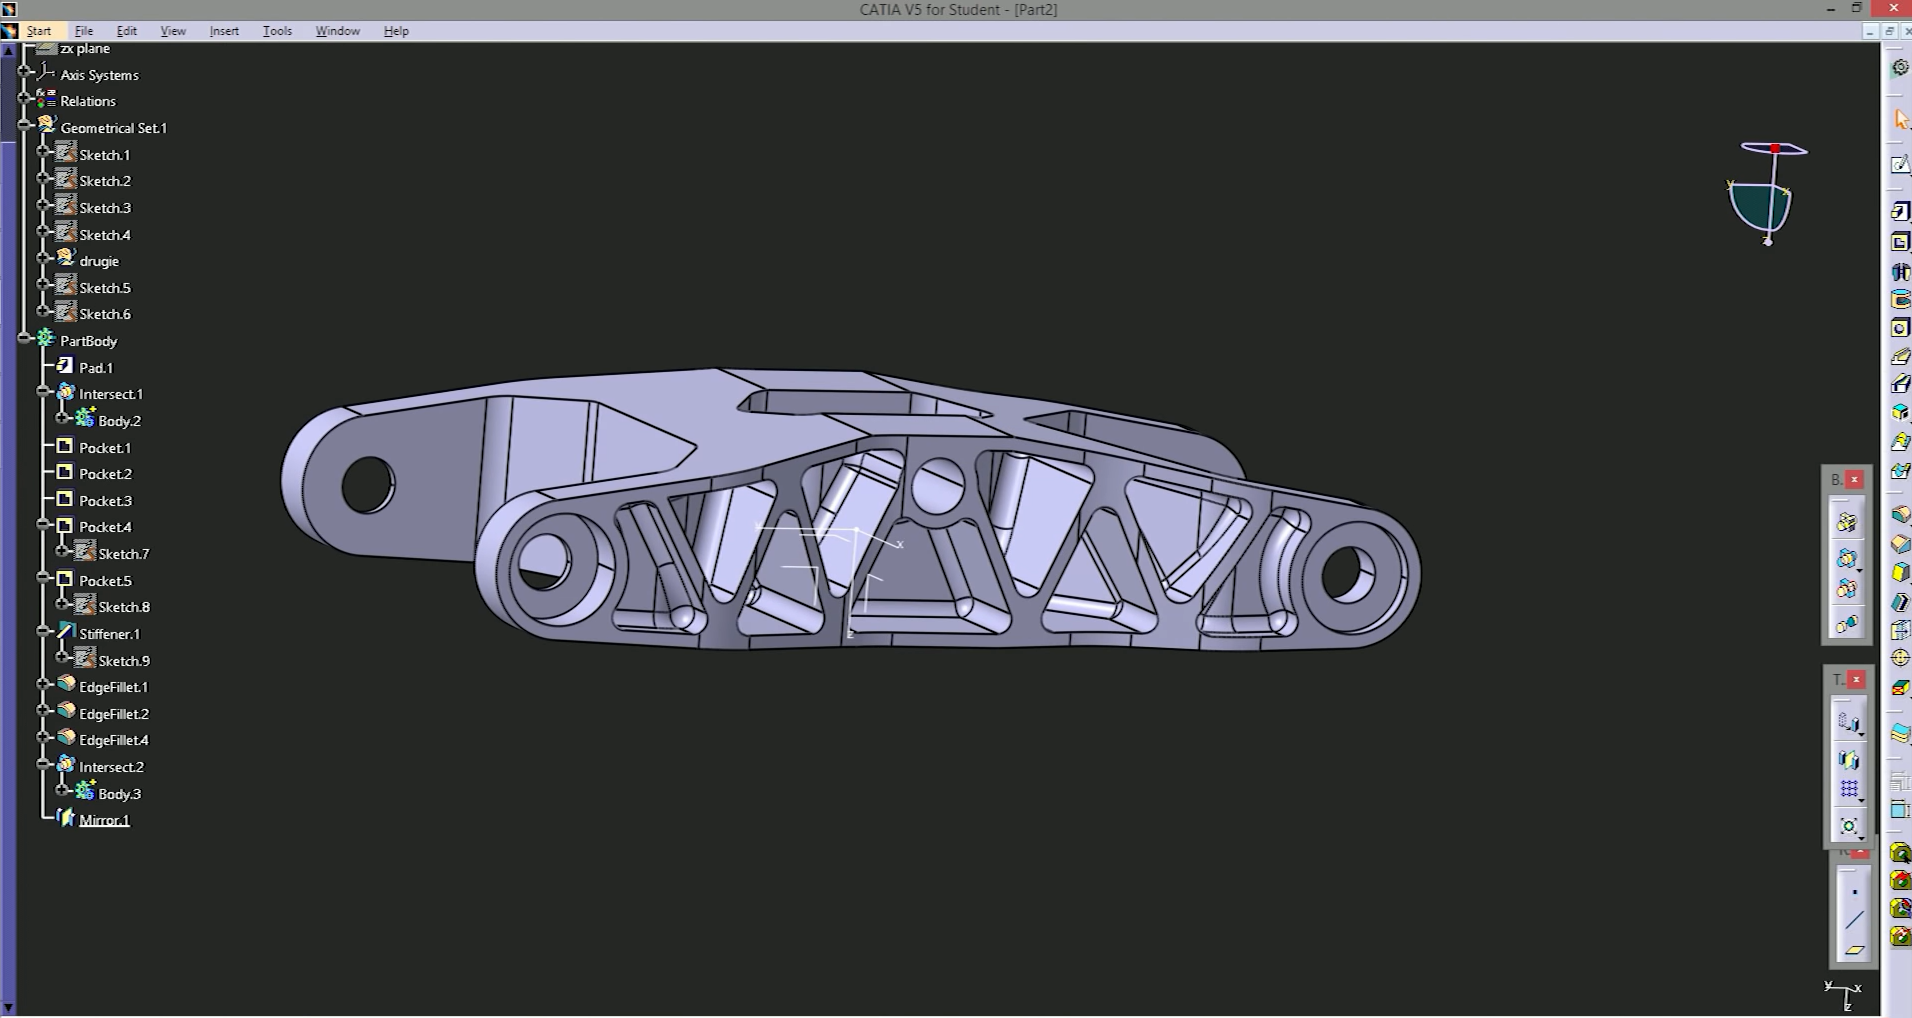 CATIA V5 for Student - [Part2]
Start File Edit View Insert Tools Window Help
zx plane
Axis Systems
Relations
Geometrical Set.1
Sketch.1
Sketch.2
Sketch.3
Sketch.4
drugie
Sketch.5
Sketch.6
PartBody
Pad.1
Intersect.1
Body.2
Pocket.1
Pocket.2
Pocket.3
Pocket.4
Sketch.7
Pocket.5
Sketch.8
Stiffener.1
Sketch.9
EdgeFillet.1
EdgeFillet.2
EdgeFillet.4
Intersect.2
Body.3
Mirror.1
y x
z
x
z
B.
T..
y x
z